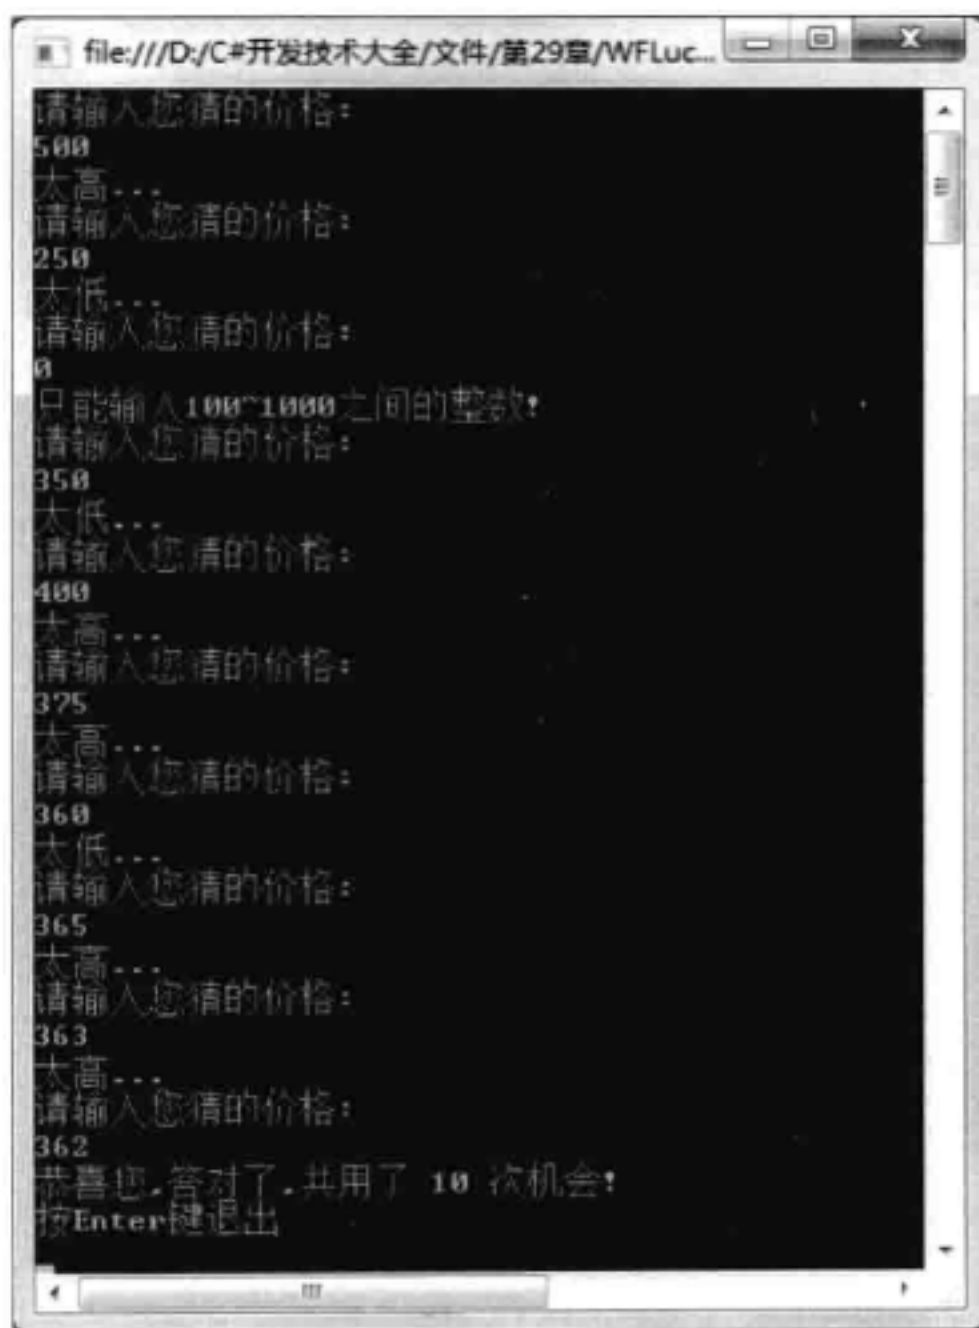 file:///D:/C#开发技术大全/文件/第29章/WFLuc...
请输入您猜的价格:
500
太高...
请输入您猜的价格:
250
太低...
请输入您猜的价格:
0
只能输入100~1000之间的整数!
请输入您猜的价格:
350
太低...
请输入您猜的价格:
400
太高...
请输入您猜的价格:
375
太高...
请输入您猜的价格:
360
太低...
请输入您猜的价格:
365
太高...
请输入您猜的价格:
363
太高...
请输入您猜的价格:
362
恭喜您,答对了,共用了 10 次机会!
按Enter键退出